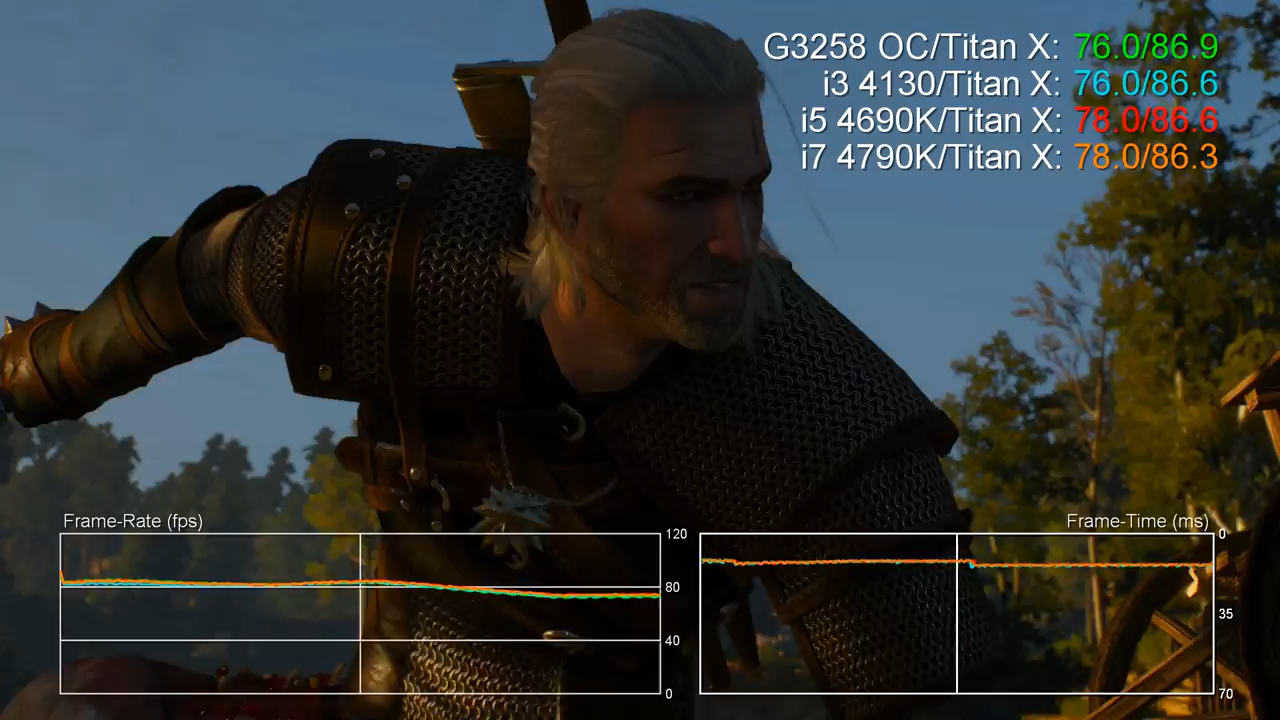 G3258 OC/Titan X: 76.0/86.9
i3 4130/Titan X: 76.0/86.6
i5 4690K/Titan X: 78.0/86.6
i7 4790K/Titan X: 78.0/86.3
Frame-Rate (fps)
120
80
40
0
Frame-Time (ms)
0
35
70